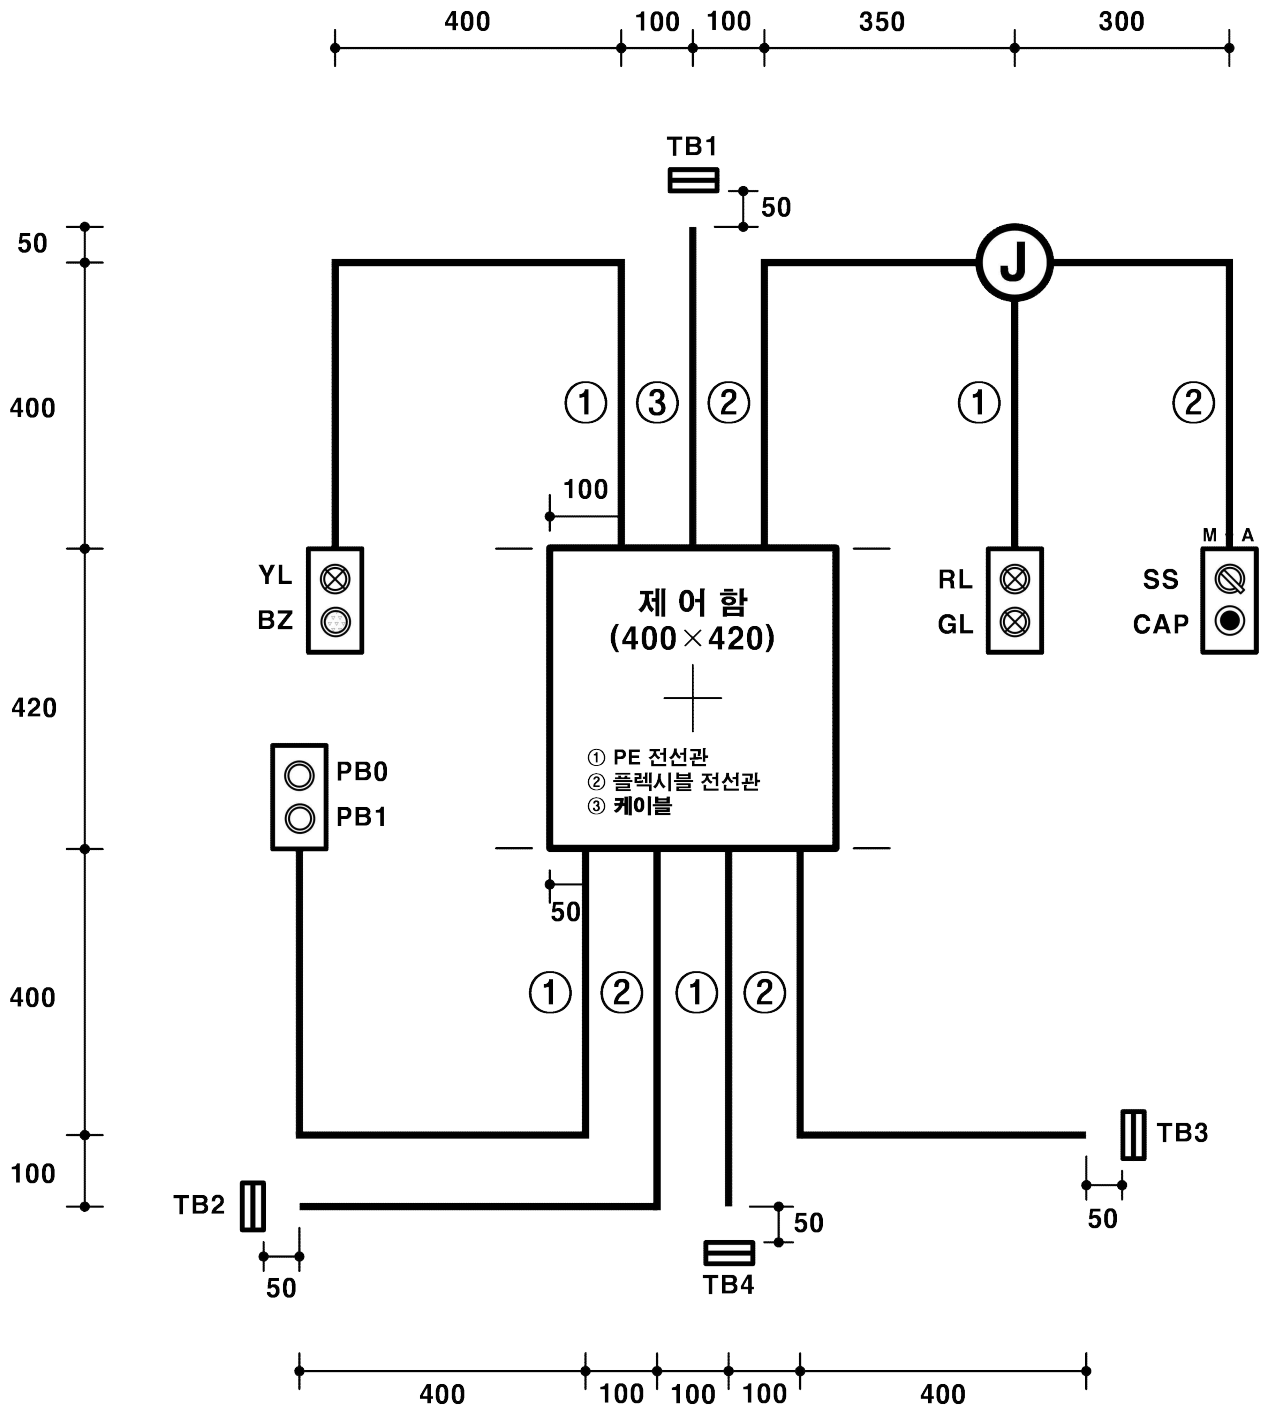 400 100 100 350 300
TB1
50
50
J
400
① ③ ② ① ②
100
M A
YL
BZ
RL
GL
SS
CAP
제 어 함
(400×420)
420
① PE 전선관
② 플렉시블 전선관
③ 케이블
PB0
PB1
50
400
① ② ① ②
100
TB3
TB2
50
50
50
TB4
400 100 100 100 400